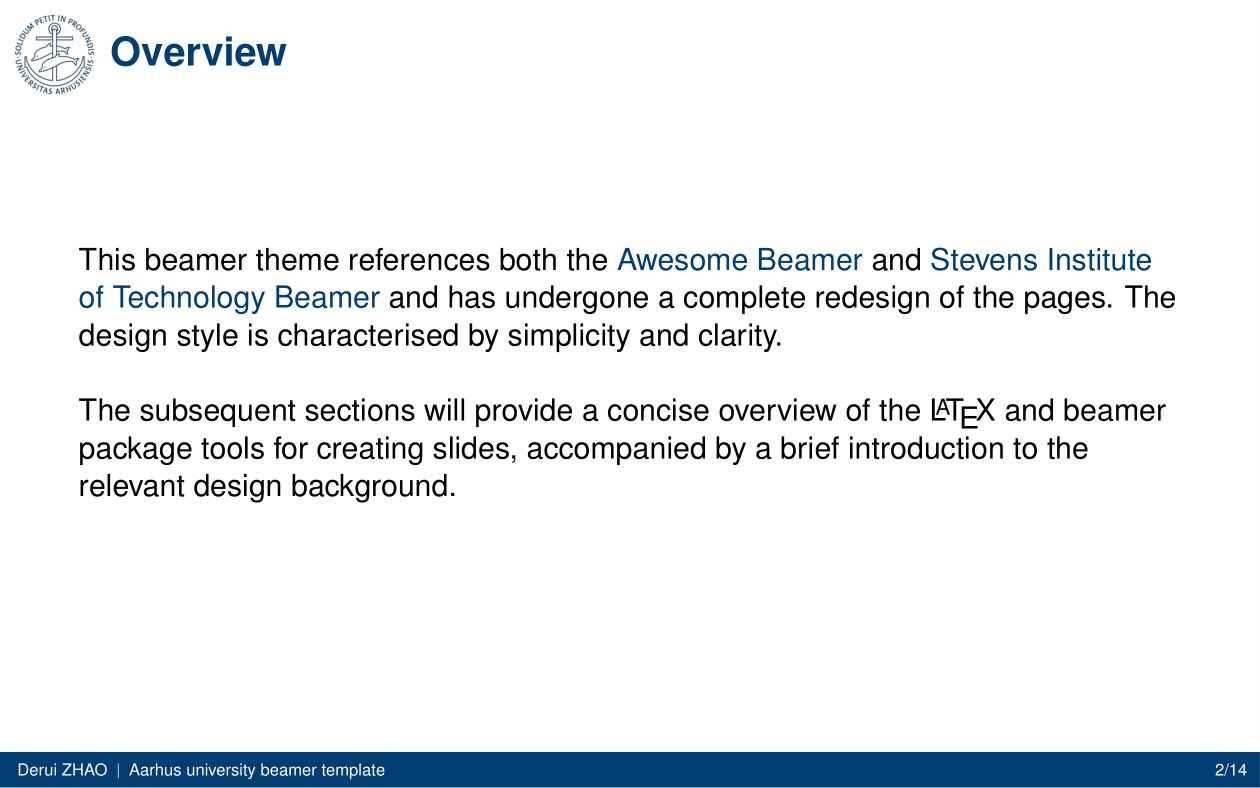 SOLIDUM PETIT IN PROFUNDIS
UNIVERSITAS ARHUSIENSIS
Overview
This beamer theme references both the Awesome Beamer and Stevens Institute
of Technology Beamer and has undergone a complete redesign of the pages. The
design style is characterised by simplicity and clarity.
The subsequent sections will provide a concise overview of the LATEX and beamer
package tools for creating slides, accompanied by a brief introduction to the
relevant design background.
Derui ZHAO | Aarhus university beamer template
2/14